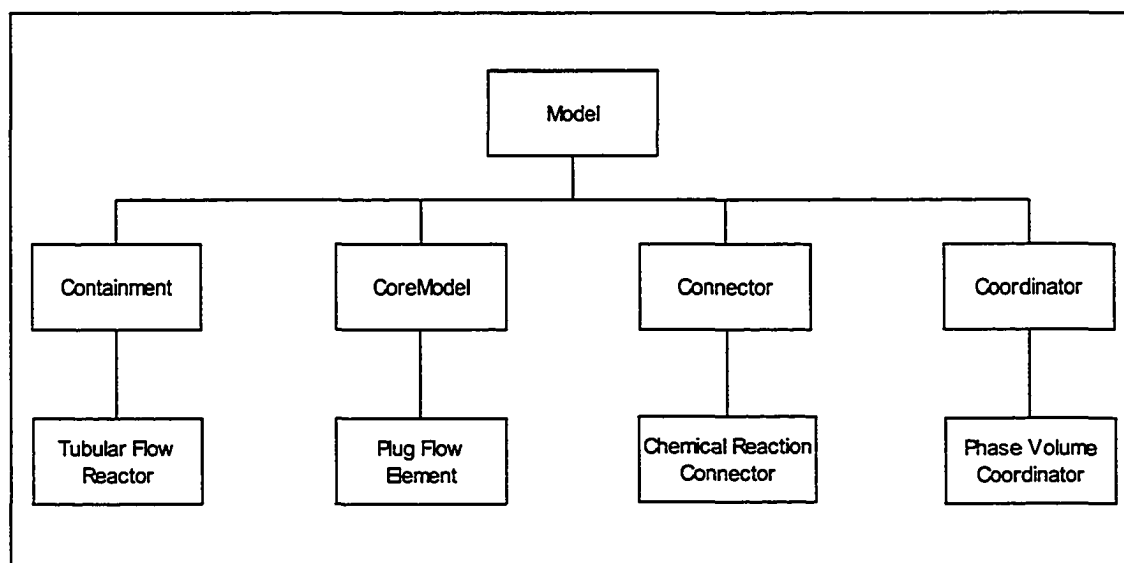 Model
Containment
CoreModel
Connector
Coordinator
Tubular Flow
Reactor
Plug Flow
Element
Chemical Reaction
Connector
Phase Volume
Coordinator